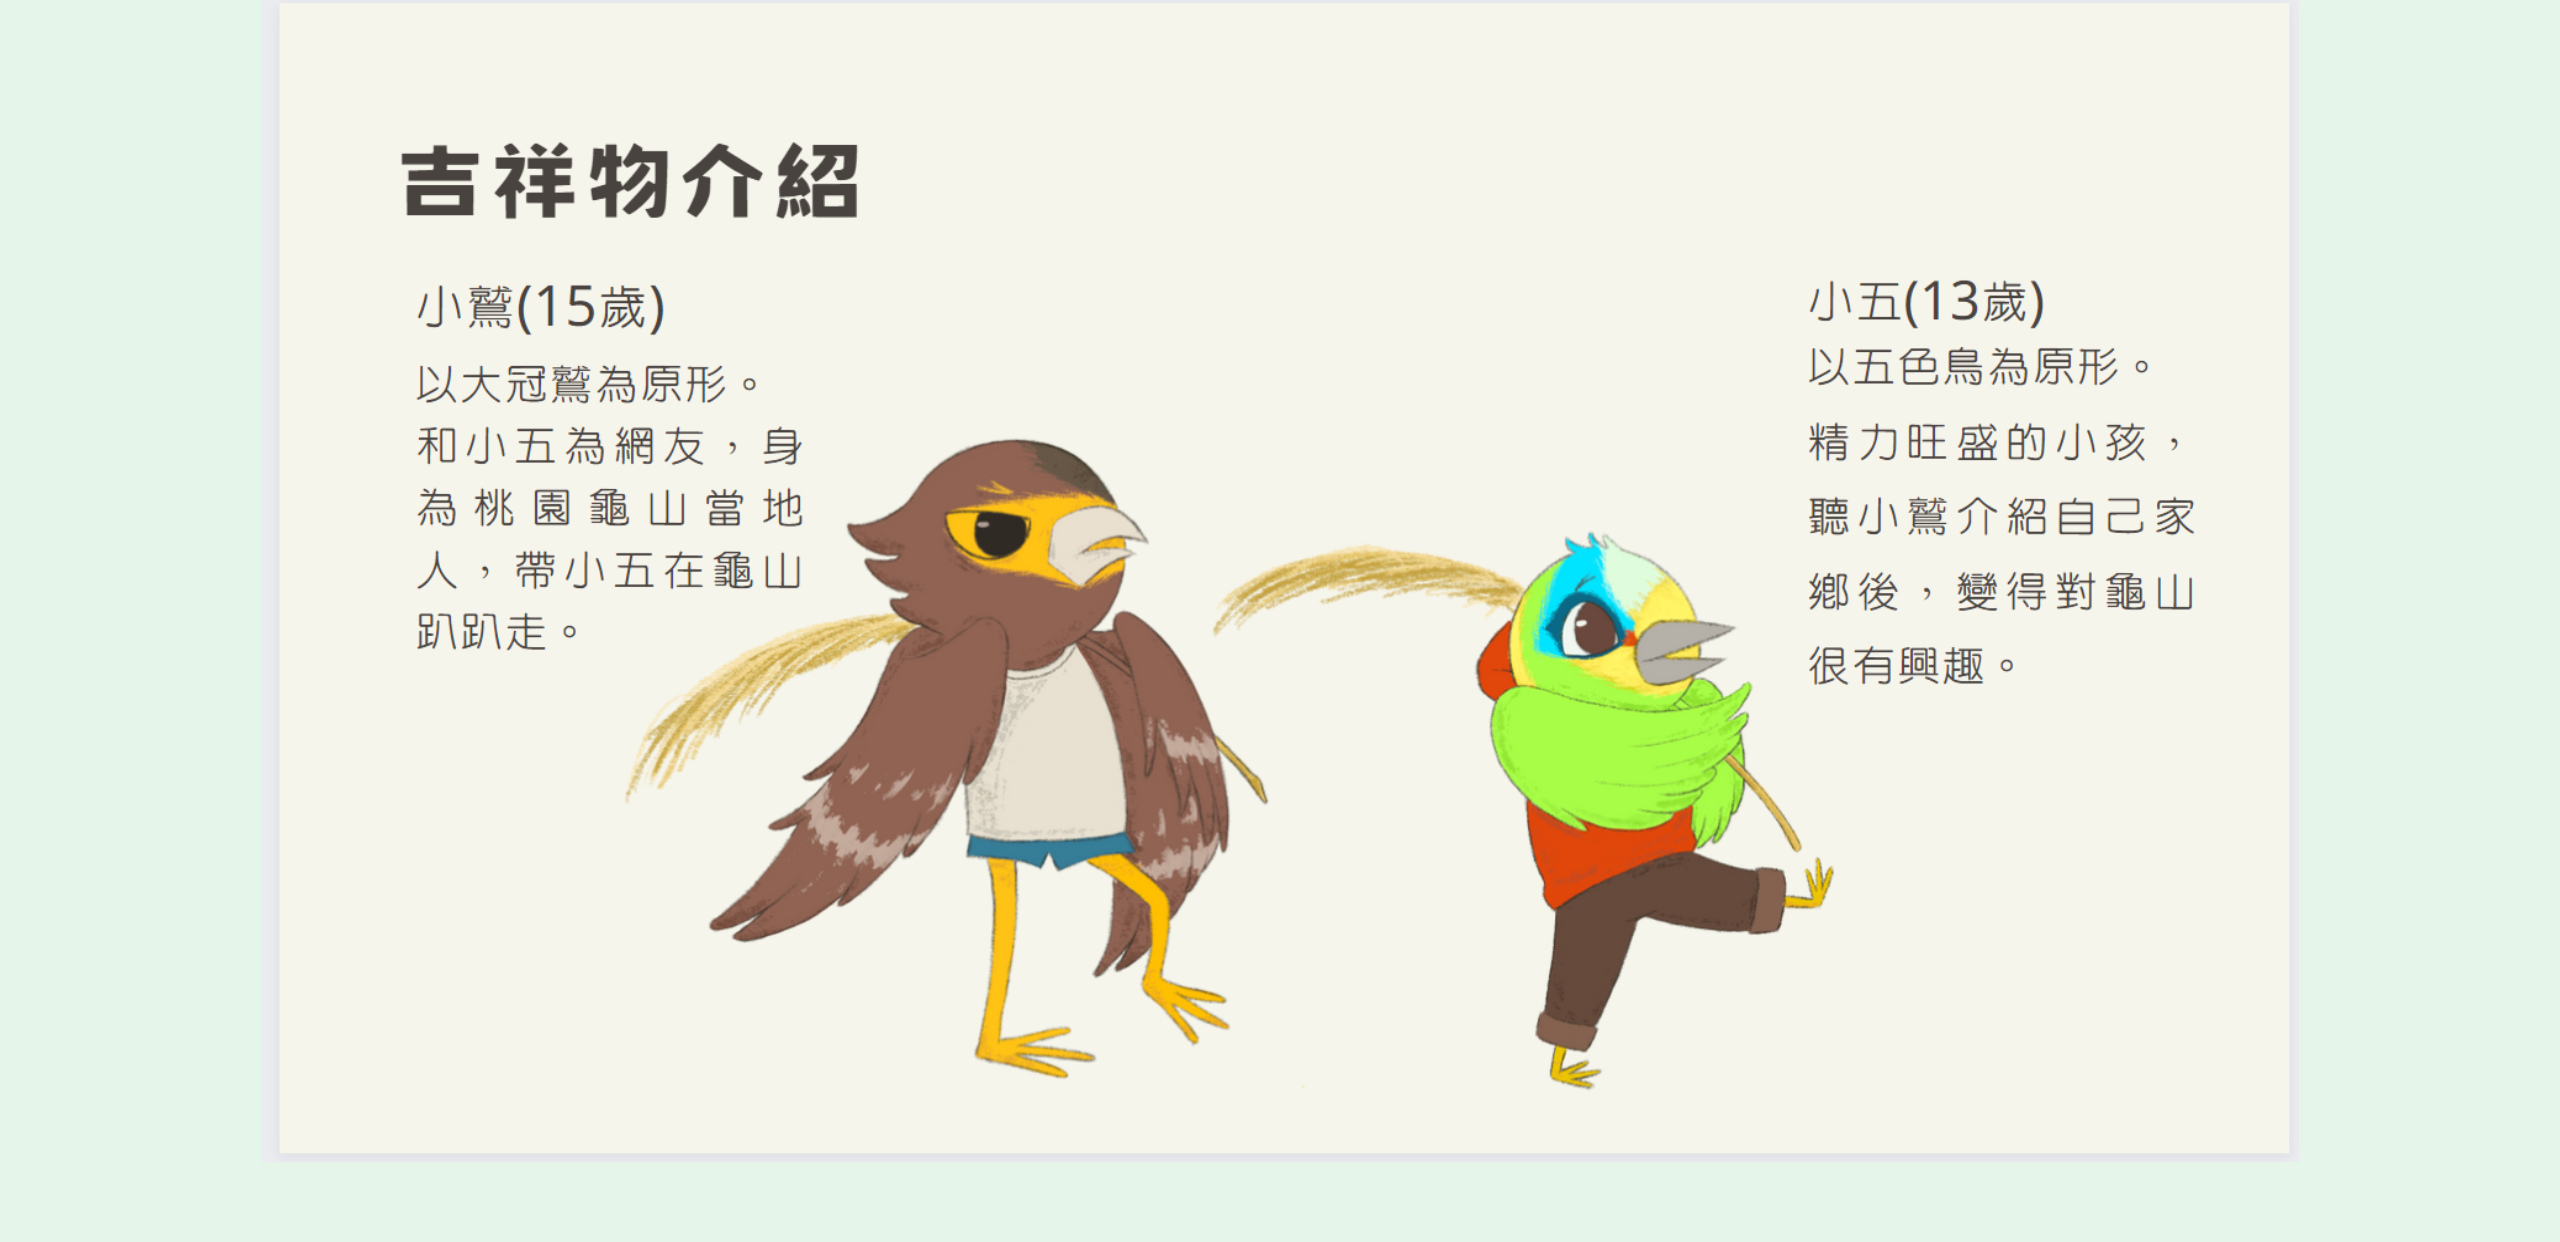 吉祥物介紹
小鷲(15歲)
以大冠鷲為原形。
和小五為網友，身
為桃園龜山當地
人，帶小五在龜山
趴趴走。
小五(13歲)
以五色鳥為原形。
精力旺盛的小孩，
聽小鷲介紹自己家
鄉後，變得對龜山
很有興趣。